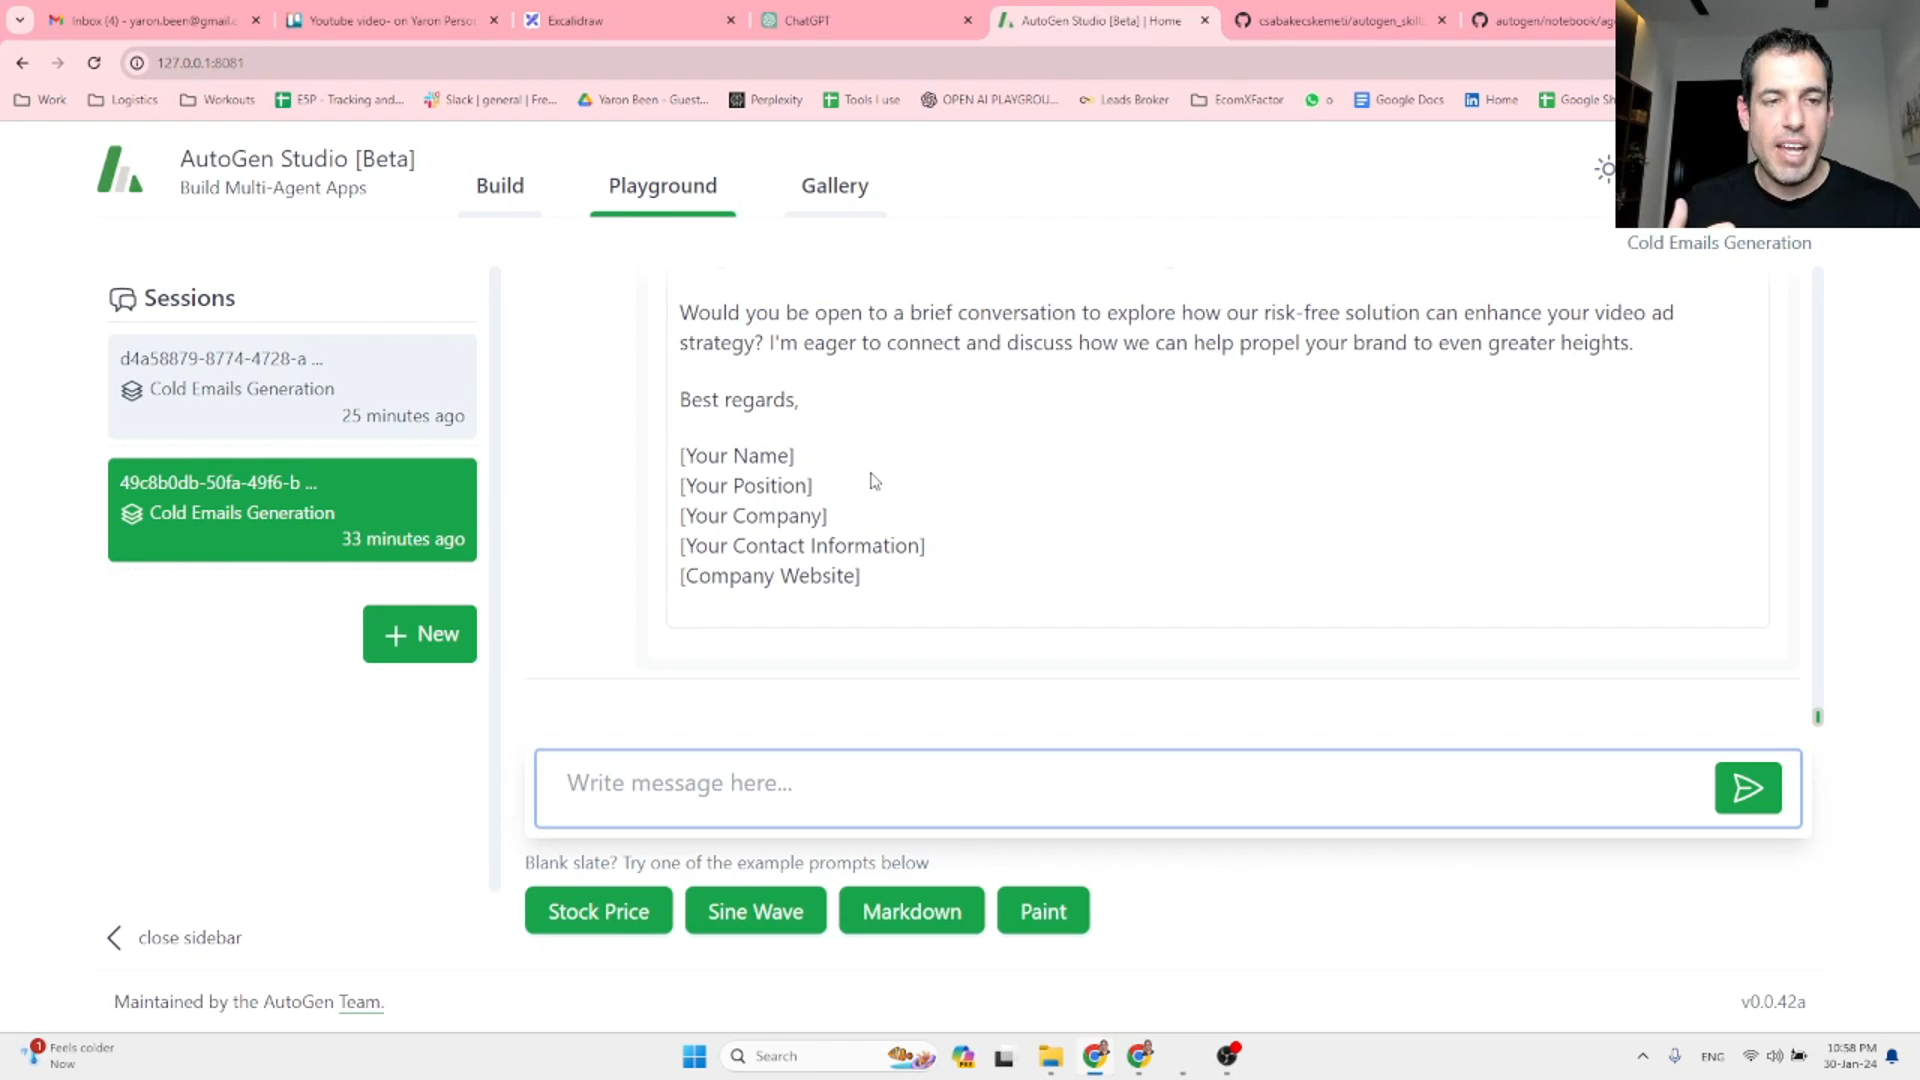 Inbox (4) - yaron.been@gmail.c
Youtube video- on Yaron Perso
Excalidraw
ChatGPT
AutoGen Studio [Beta] | Home
csabakecskemeti/autogen_skill
autogen/notebook/ag
127.0.0.1:8081
Work
Logistics
Workouts
E5P - Tracking and...
Slack | general | Fre...
Yaron Been - Guest...
Perplexity
Tools I use
OPEN AI PLAYGROU...
Leads Broker
EcomXFactor
Google Docs
Home
Google Sh
AutoGen Studio [Beta]
Build Multi-Agent Apps
Build
Playground
Gallery
Cold Emails Generation
Sessions
d4a58879-8774-4728-a ...
Cold Emails Generation
25 minutes ago
49c8b0db-50fa-49f6-b ...
Cold Emails Generation
33 minutes ago
+ New
Would you be open to a brief conversation to explore how our risk-free solution can enhance your video ad
strategy? I'm eager to connect and discuss how we can help propel your brand to even greater heights.
Best regards,
[Your Name]
[Your Position]
[Your Company]
[Your Contact Information]
[Company Website]
Write message here...
Blank slate? Try one of the example prompts below
Stock Price
Sine Wave
Markdown
Paint
close sidebar
Maintained by the AutoGen Team.
v0.0.42a
1
Feels colder
Now
Search
ENG
10:58 PM
30-Jan-24